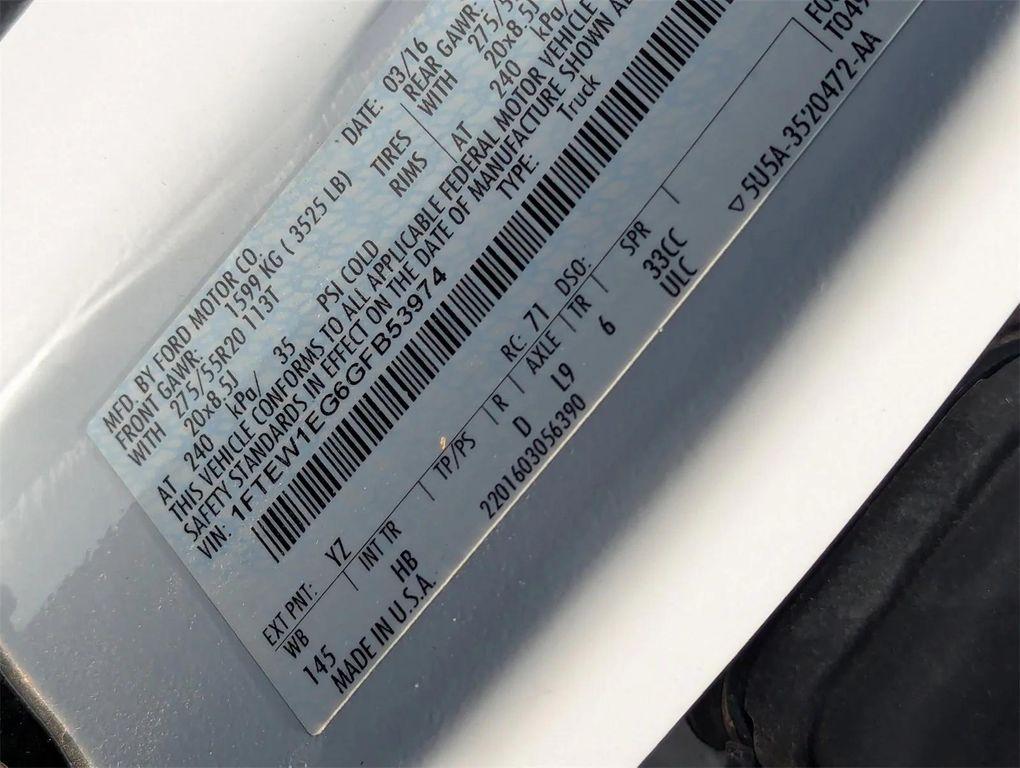 MFD. BY FORD MOTOR CO. DATE: 03/16
FRONT GAWR: 1599 KG ( 3525 LB) REAR GAWR:
WITH 275/55R20 113T TIRES WITH
20x8.5J RIMS 20x8.5J
AT 240 kPa/ 35 PSI COLD AT 240 kPa/
THIS VEHICLE CONFORMS TO ALL APPLICABLE FEDERAL MOTOR VEHICLE
SAFETY STANDARDS IN EFFECT ON THE DATE OF MANUFACTURE SHOWN
VIN: 1FTEW1EG6GFB53974 TYPE: Truck
EXT PNT: YZ RC: 71 DSO:
WB INT TR TP/PS R AXLE TR SPR
145 HB D L9 6 33CC
MADE IN U.S.A. 2201603056390 ULC
▽ 5U5A-3520472-AA